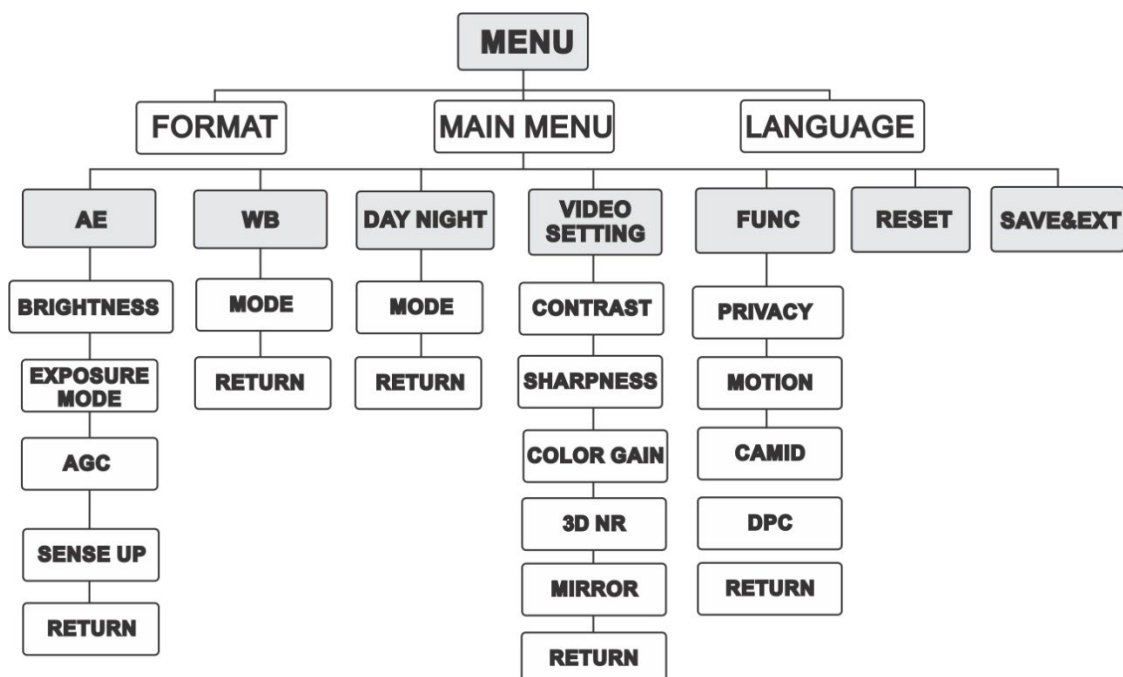 MENU
FORMAT
MAIN MENU
LANGUAGE
AE
WB
DAY NIGHT
VIDEO
SETTING
FUNC
RESET
SAVE&EXT
BRIGHTNESS
EXPOSURE
MODE
AGC
SENSE UP
RETURN
MODE
RETURN
MODE
RETURN
CONTRAST
SHARPNESS
COLOR GAIN
3D NR
MIRROR
RETURN
PRIVACY
MOTION
CAMID
DPC
RETURN